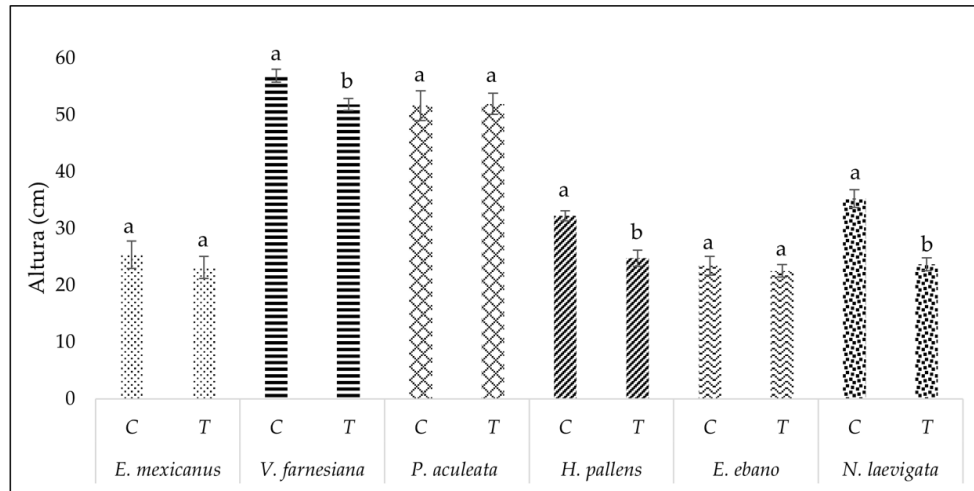 Altura (cm)
60
50
40
30
20
10
0
a
a
a
b
a
a
a
b
a
a
a
b
C T C T C T C T C T C T
E. mexicanus V. farnesiana P. aculeata H. pallens E. ebano N. laevigata